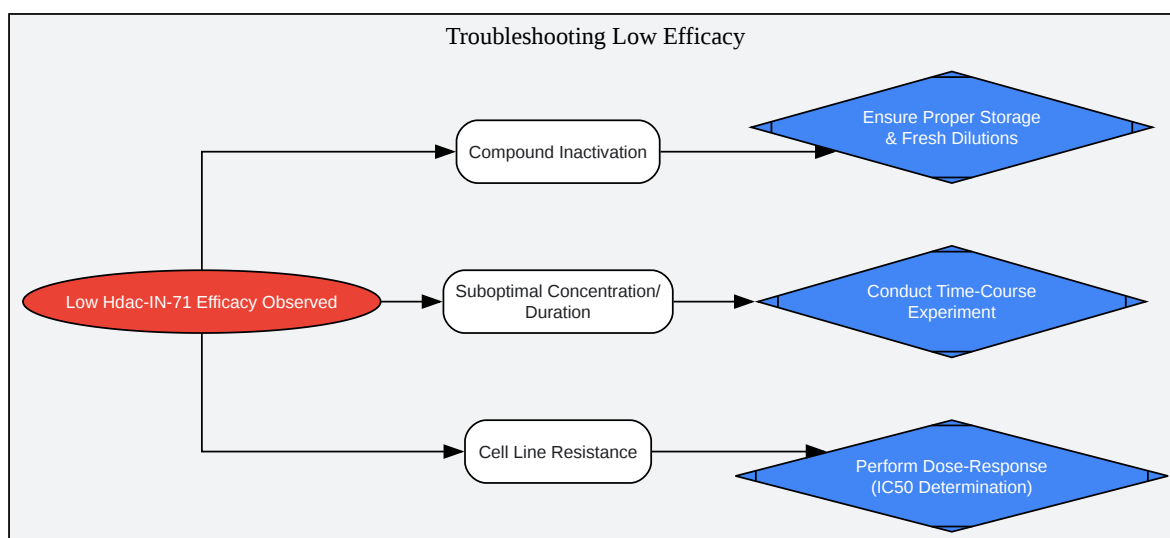 Troubleshooting Low Efficacy
Ensure Proper Storage
& Fresh Dilutions
Compound Inactivation
Low Hdac-IN-71 Efficacy Observed
Suboptimal Concentration/
Duration
Conduct Time-Course
Experiment
Cell Line Resistance
Perform Dose-Response
(IC50 Determination)